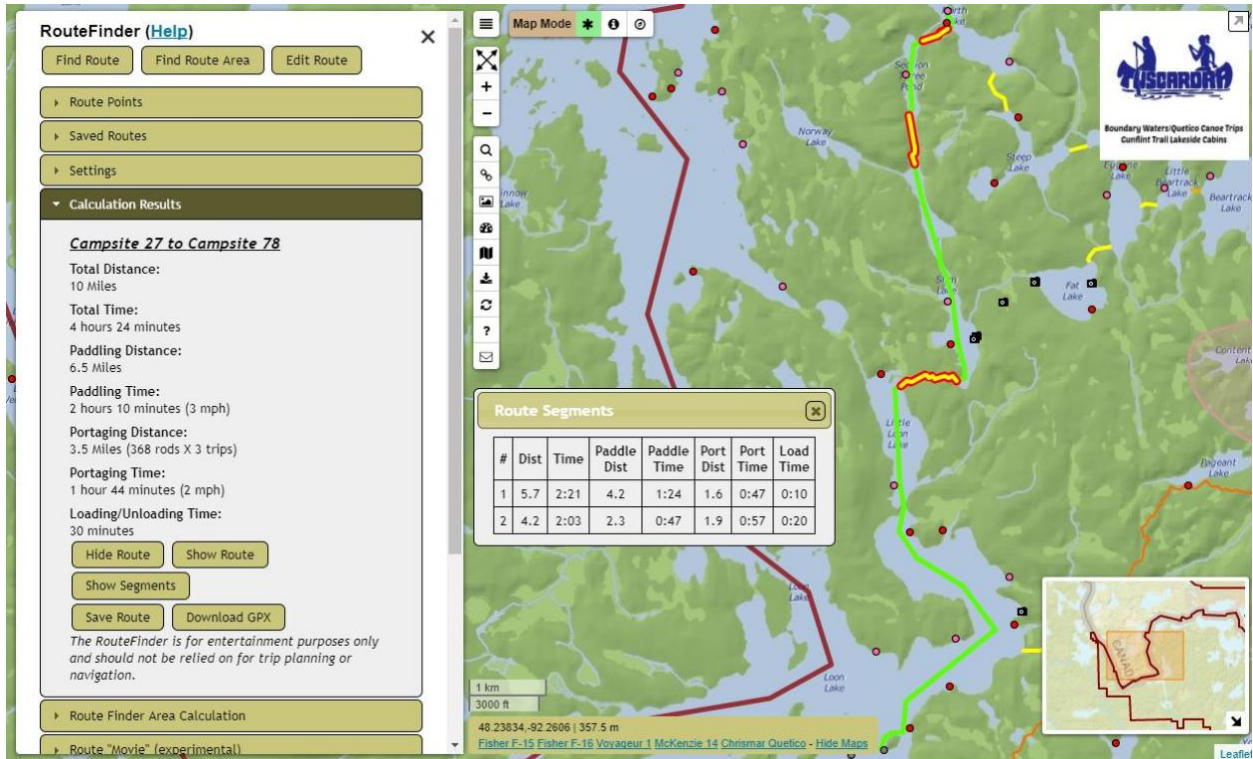 RouteFinder (Help)
Find Route
Find Route Area
Edit Route
Route Points
Saved Routes
Settings
Calculation Results
Campsite 27 to Campsite 78
Total Distance:
10 Miles
Total Time:
4 hours 24 minutes
Paddling Distance:
6.5 Miles
Paddling Time:
2 hours 10 minutes (3 mph)
Portaging Distance:
3.5 Miles (368 rods X 3 trips)
Portaging Time:
1 hour 44 minutes (2 mph)
Loading/Unloading Time:
30 minutes
Hide Route
Show Route
Show Segments
Save Route
Download GPX
The RouteFinder is for entertainment purposes only
and should not be relied on for trip planning or
navigation.
Route Finder Area Calculation
Route "Movie" (experimental)
Map Mode
Norway
Lake
Steep
Lake
Little
Beartrack
Lake
Beartrack
Lake
Fat
Lake
Little
Loon
Lake
Pageant
Lake
Loon
Lake
Route Segments
# Dist Time Paddle Dist Paddle Time Port Dist Port Time Load Time
1 5.7 2:21 4.2 1:24 1.6 0:47 0:10
2 4.2 2:03 2.3 0:47 1.9 0:57 0:20
1 km
3000 ft
48.23834,-92.2606 | 357.5 m
Fisher F-15 Fisher F-16 Voyageur 1 McKenzie 14 Chrismar Quetico - Hide Maps
TUSCARORA
Boundary Waters/Quetico Canoe Trips
Gunflint Trail Lakeside Cabins
CANAD
Leaflet